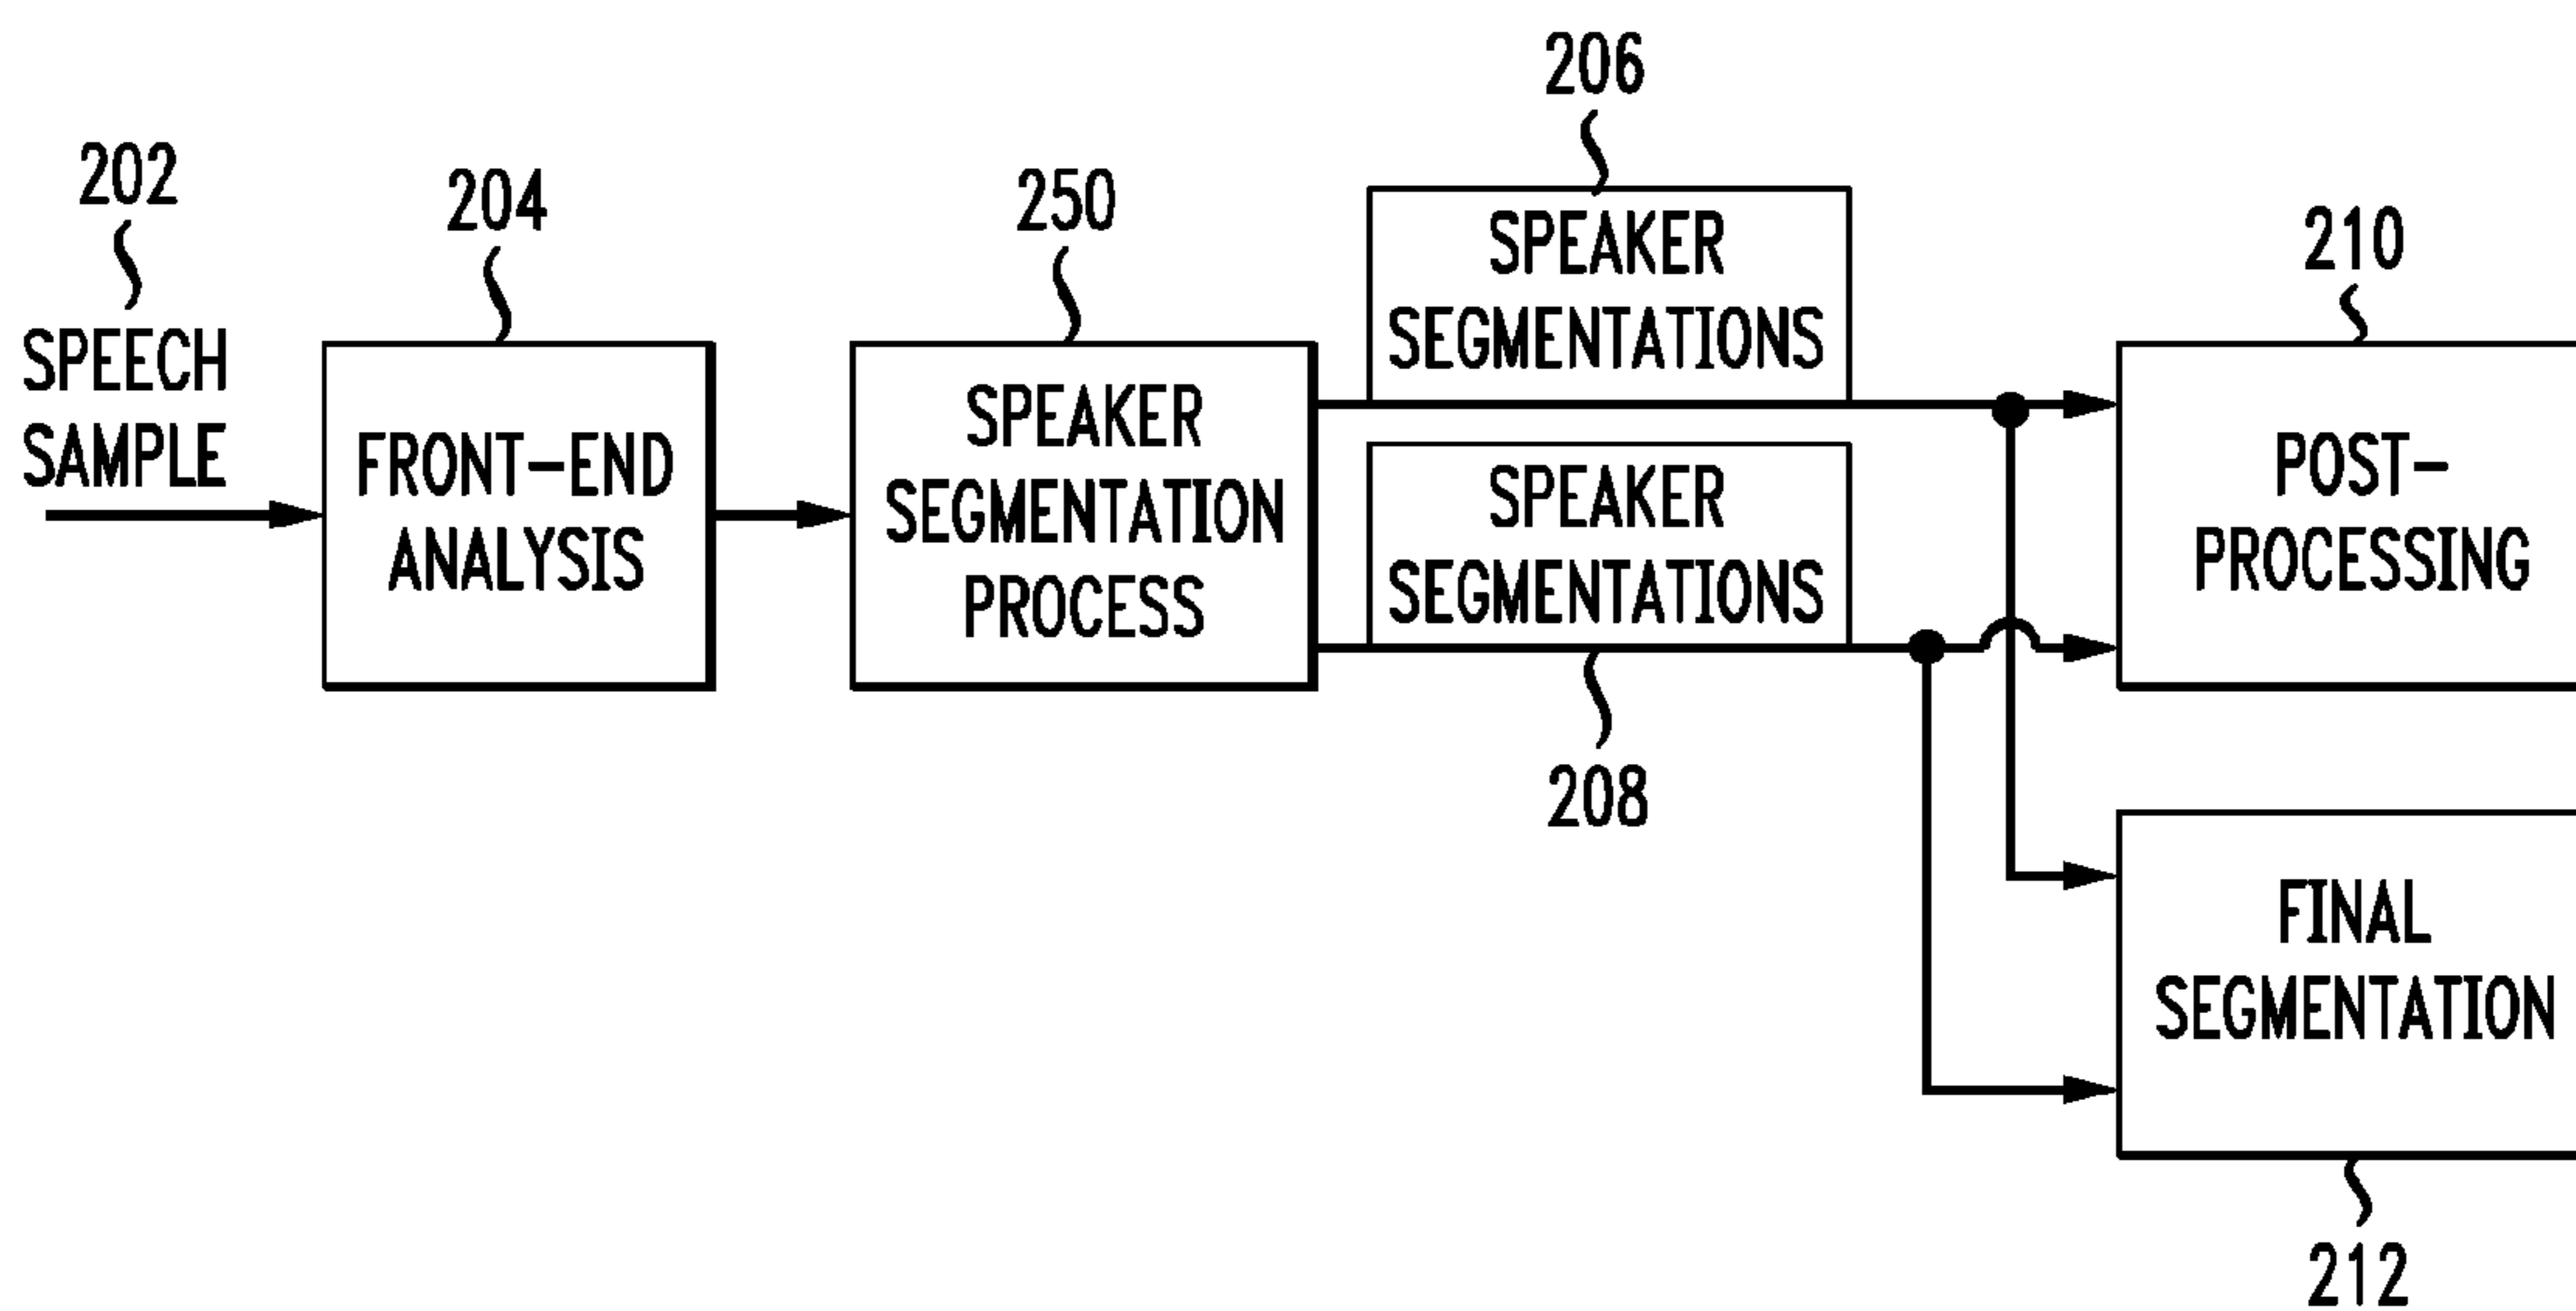 202
SPEECH
SAMPLE
204
FRONT-END
ANALYSIS
250
SPEAKER
SEGMENTATION
PROCESS
206
SPEAKER
SEGMENTATIONS
SPEAKER
SEGMENTATIONS
208
210
POST-
PROCESSING
FINAL
SEGMENTATION
212